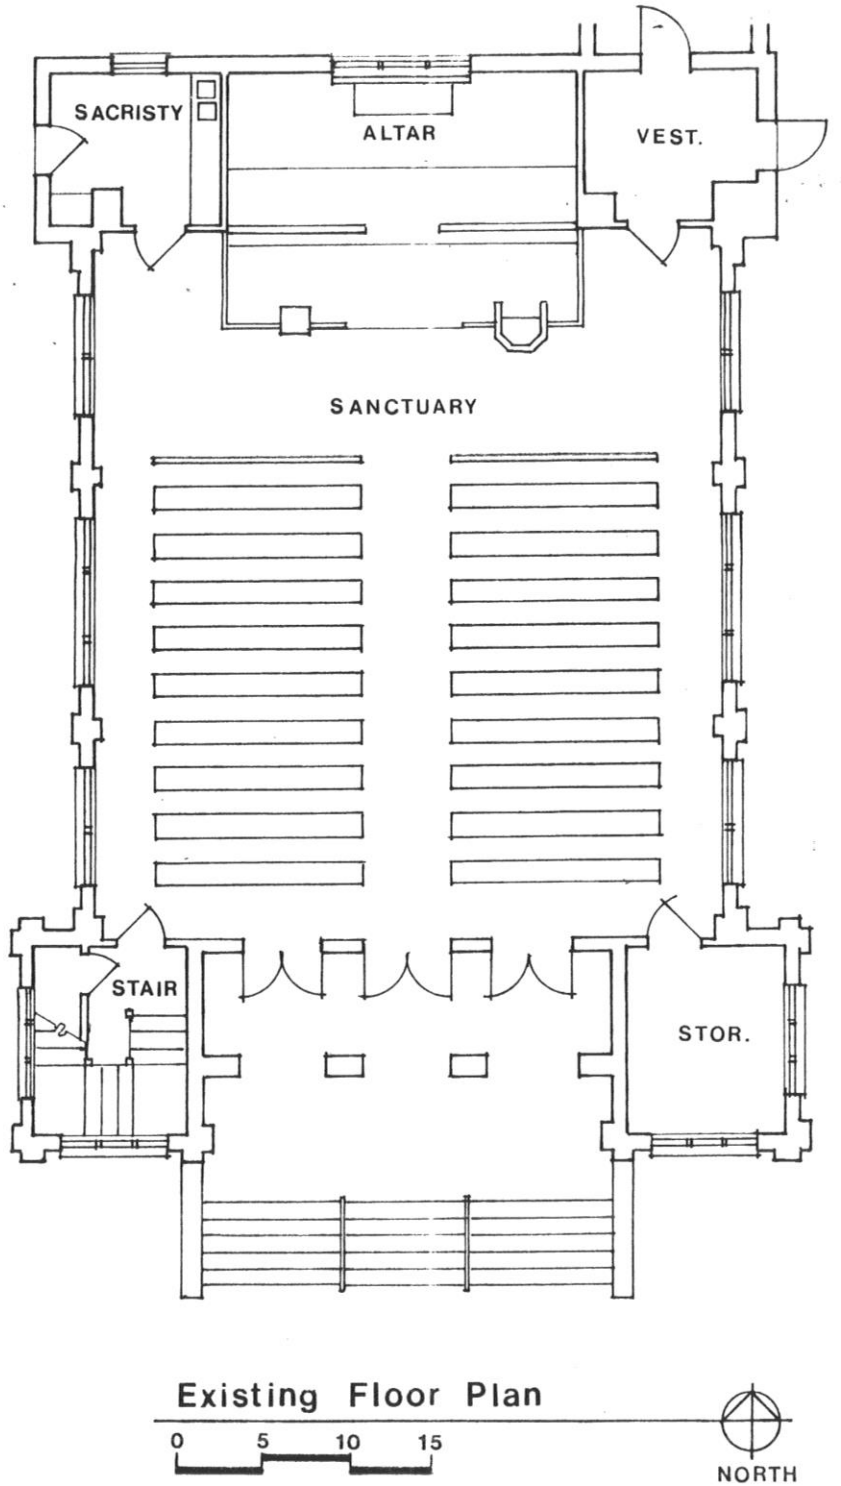 SACRISTY
ALTAR
VEST.
SANCTUARY
STAIR
STOR.
Existing Floor Plan
0 5 10 15
NORTH